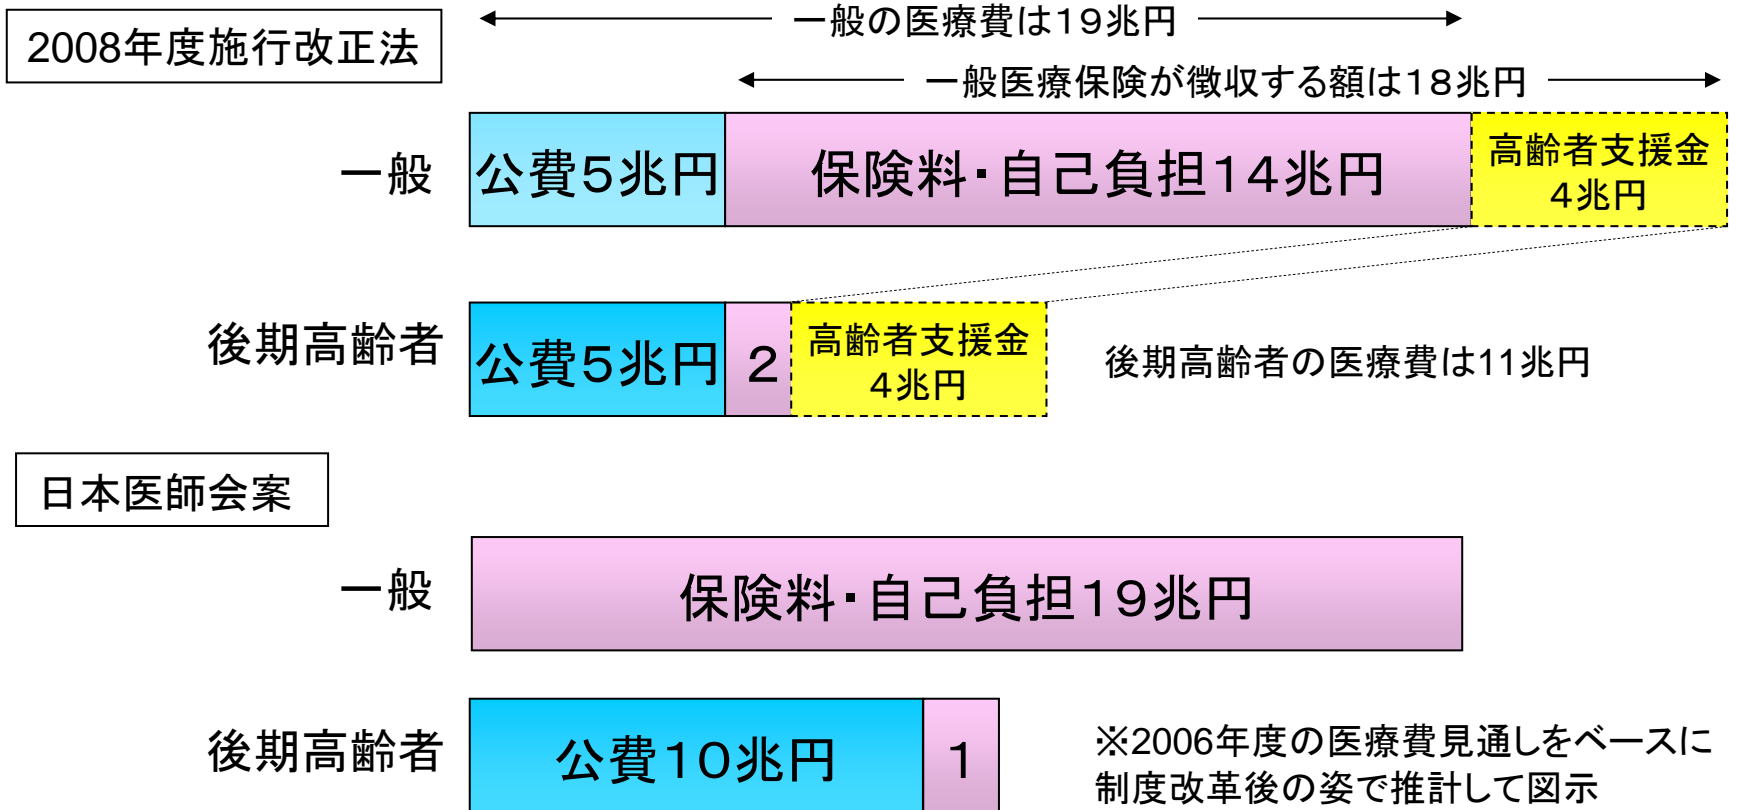 2008年度施行改正法
一般の医療費は19兆円
一般医療保険が徴収する額は18兆円
一般
公費5兆円
保険料・自己負担14兆円
高齢者支援金
4兆円
後期高齢者
公費5兆円
2
高齢者支援金
4兆円
後期高齢者の医療費は11兆円
日本医師会案
一般
保険料・自己負担19兆円
後期高齢者
公費10兆円
1
※2006年度の医療費見通しをベースに
制度改革後の姿で推計して図示